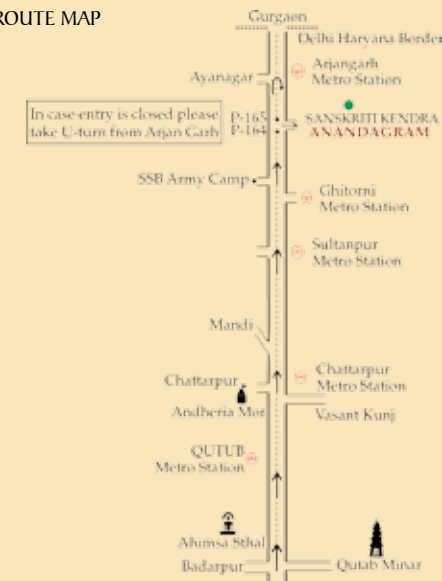 ROUTE MAP
Gurgaon
Delhi Haryana Border
Arjangarh
Metro Station
Ayanagar
In case entry is closed please
take U-turn from Arjan Garh
P-165
P-164
SANSKRITI KENDRA
ANANDAGRAM
SSB Army Camp
Ghitorni
Metro Station
Sultanpur
Metro Station
Mandi
Chattarpur
Metro Station
Chattarpur
Andheria Mor
Vasant Kunj
QUTUB
Metro Station
Ahimsa Sthal
Badarpur
Qutab Minar